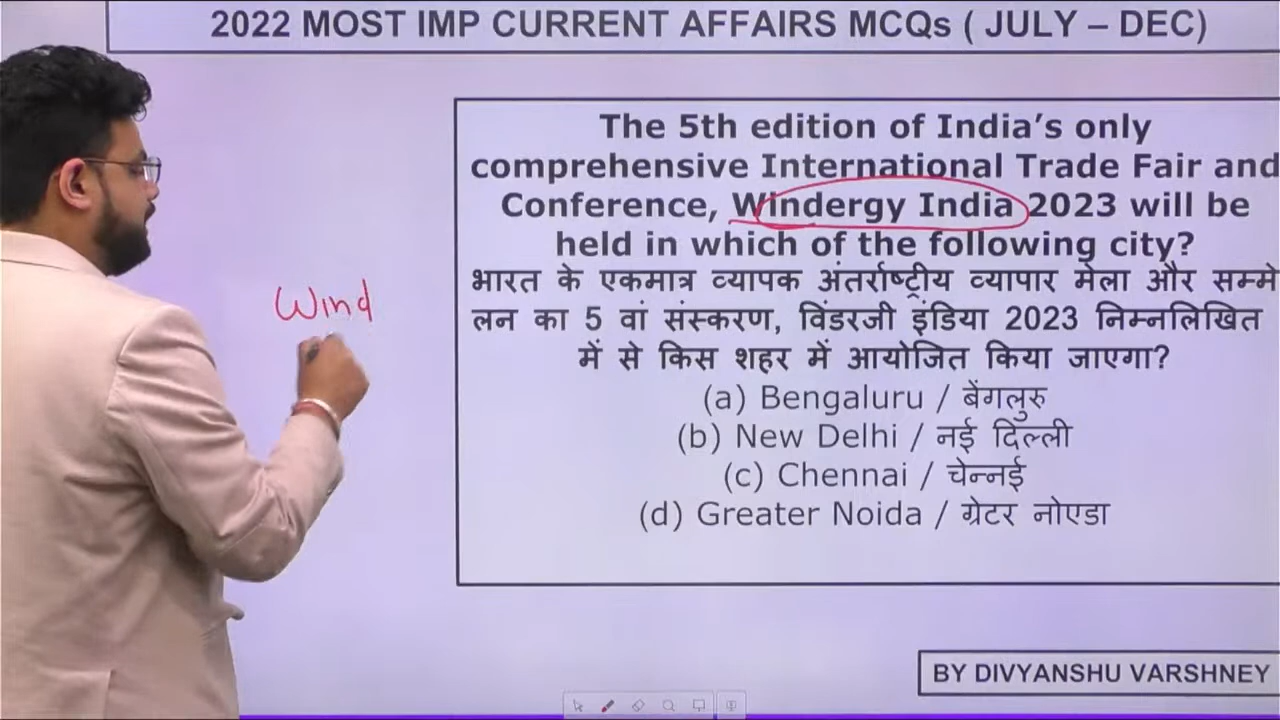 2022 MOST IMP CURRENT AFFAIRS MCQs ( JULY – DEC)
The 5th edition of India’s only
comprehensive International Trade Fair and
Conference, Windergy India 2023 will be
held in which of the following city?
भारत के एकमात्र व्यापक अंतर्राष्ट्रीय व्यापार मेला और सम्मे
लन का 5 वां संस्करण, विंडरजी इंडिया 2023 निम्नलिखित
में से किस शहर में आयोजित किया जाएगा?
(a) Bengaluru / बेंगलुरु
(b) New Delhi / नई दिल्ली
(c) Chennai / चेन्नई
(d) Greater Noida / ग्रेटर नोएडा
Wind
BY DIVYANSHU VARSHNEY